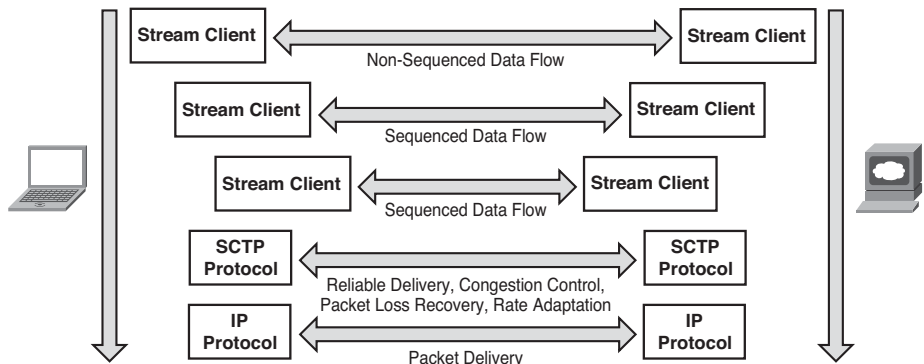 Stream Client
Stream Client
Non-Sequenced Data Flow
Stream Client
Stream Client
Sequenced Data Flow
Stream Client
Stream Client
Sequenced Data Flow
SCTP
Protocol
SCTP
Protocol
Reliable Delivery, Congestion Control,
Packet Loss Recovery, Rate Adaptation
IP
Protocol
IP
Protocol
Packet Delivery